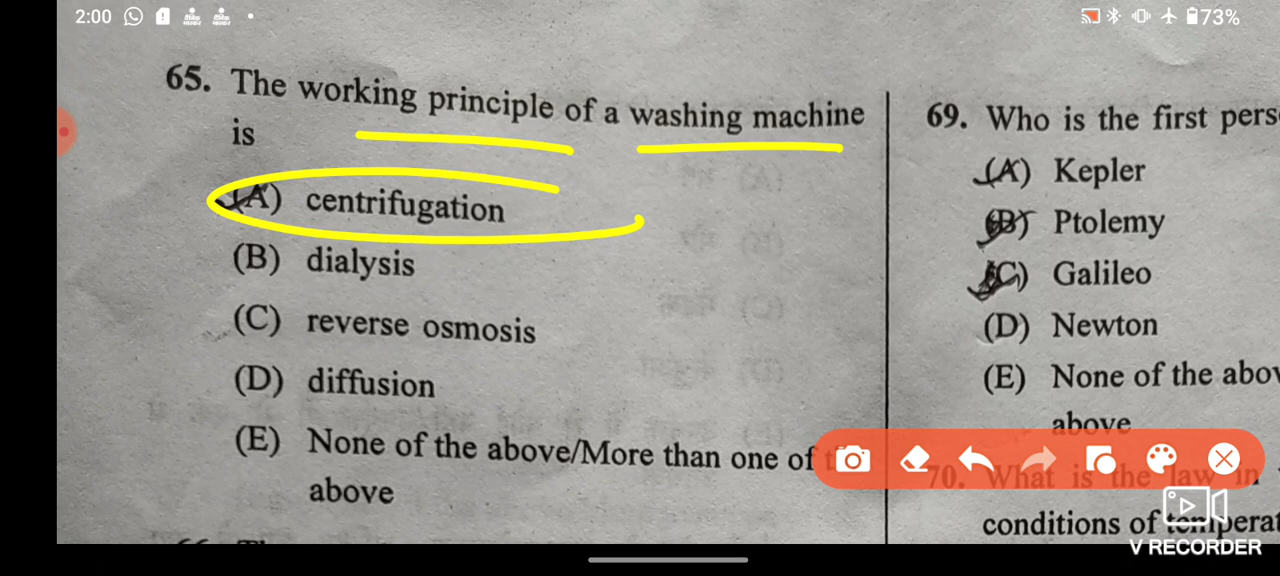 2:00
73%
65. The working principle of a washing machine
is
(A) centrifugation
(B) dialysis
(C) reverse osmosis
(D) diffusion
(E) None of the above/More than one of
above
69. Who is the first pers
(A) Kepler
(B) Ptolemy
(C) Galileo
(D) Newton
(E) None of the abov
above
70. What is the law in
conditions of temperat
V RECORDER